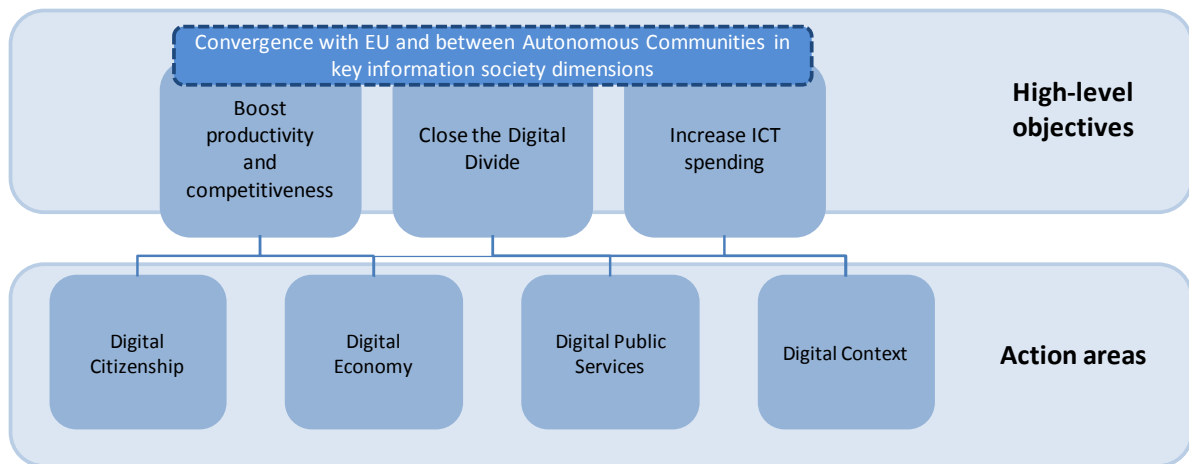 Convergence with EU and between Autonomous Communities in
key information society dimensions
Boost
productivity
and
competitiveness
Close the Digital
Divide
Increase ICT
spending
High-level
objectives
Digital
Citizenship
Digital
Economy
Digital Public
Services
Digital Context
Action areas